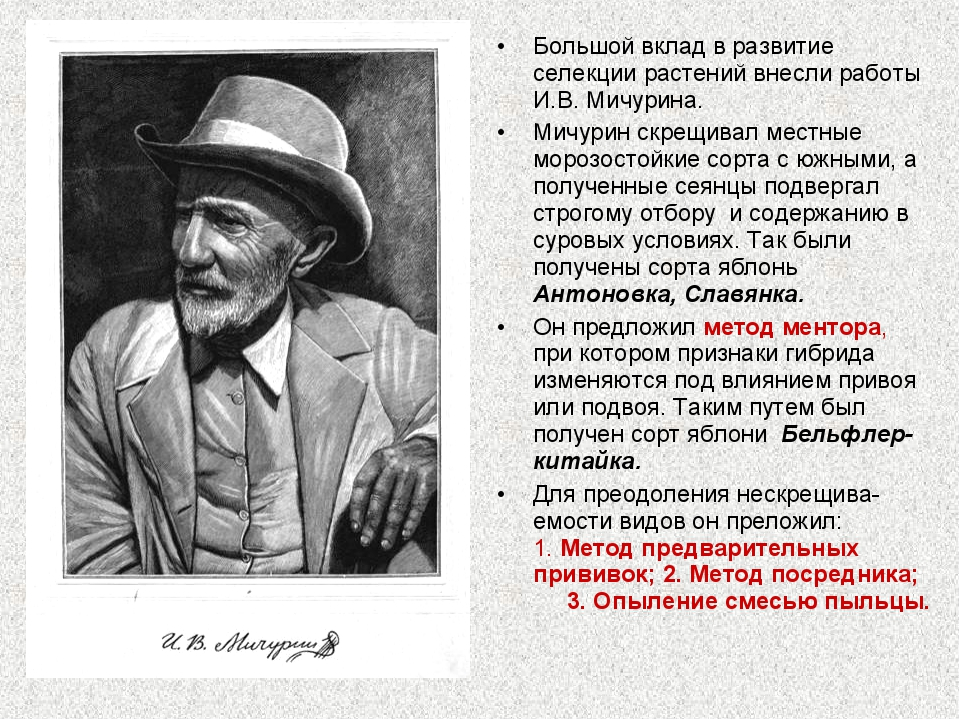 • Большой вклад в развитие
селекции растений внесли работы
И.В. Мичурина.
• Мичурин скрещивал местные
морозостойкие сорта с южными, а
полученные сеянцы подвергал
строгому отбору и содержанию в
суровых условиях. Так были
получены сорта яблонь
Антоновка, Славянка.
• Он предложил метод ментора,
при котором признаки гибрида
изменяются под влиянием привоя
или подвоя. Таким путем был
получен сорт яблони Бельфлер-
китайка.
• Для преодоления нескрещива-
емости видов он преложил:
1. Метод предварительных
прививок; 2. Метод посредника;
3. Опыление смесью пыльцы.
И. В. Мичурин